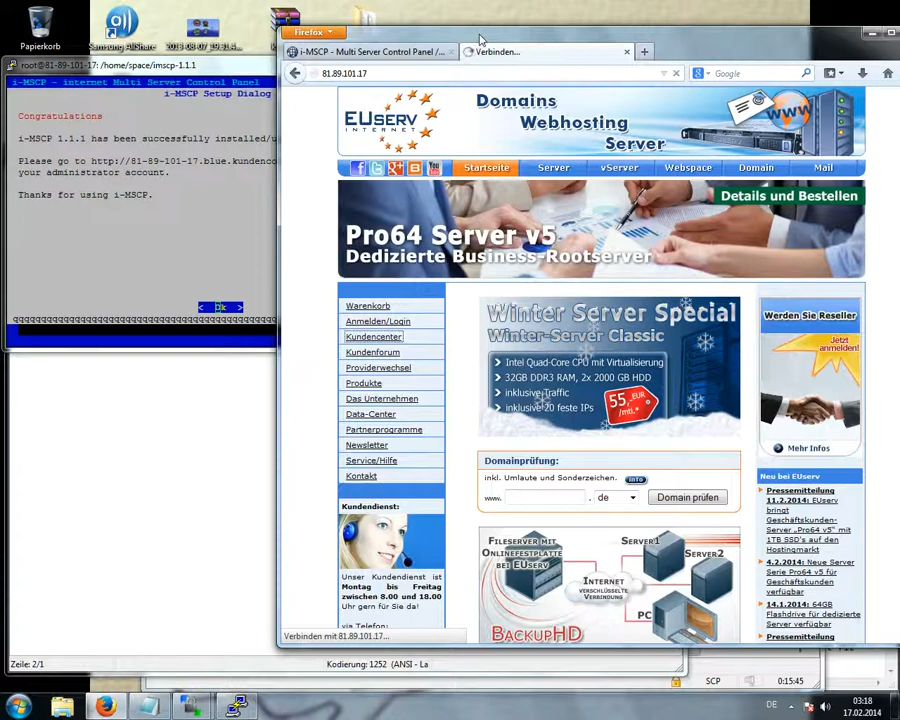 Papierkorb
Samsung AllShare
2013-08-07_19.31.4...
root@81-89-101-17: /home/space/imscp-1.1.1
i-MSCP - internet Multi Server Control Panel
i-MSCP Setup Dialog
Congratulations
i-MSCP 1.1.1 has been successfully installed/u
Please go to http://81-89-101-17.blue.kundenco
your administrator account.
Thanks for using i-MSCP.
< Ok >
Firefox
i-MSCP - Multi Server Control Panel /...
Verbinden...
81.89.101.17
Google
EUserv
INTERNET
Domains
Webhosting
Server
www
Startseite
Server
vServer
Webspace
Domain
Mail
Details und Bestellen
Pro64 Server v5
Dedizierte Business-Rootserver
Warenkorb
Anmelden/Login
Kundencenter
Kundenforum
Providerwechsel
Produkte
Das Unternehmen
Data-Center
Partnerprogramme
Newsletter
Service/Hilfe
Kontakt
Kundendienst:
Unser Kundendienst ist
Montag bis Freitag
zwischen 8.00 und 18.00
Uhr gern für Sie da!
via Telefon:
Winter Server Special
Winter-Server Classic
Intel Quad-Core CPU mit Virtualisierung
32GB DDR3 RAM, 2x 2000 GB HDD
inklusive Traffic
inklusive 20 feste IPs
55,-EUR
/mtl.*
Domainprüfung:
inkl. Umlaute und Sonderzeichen. info
www. . de Domain prüfen
Fileserver mit
Onlinefestplatte
bei EUserv
Server1
Server2
Internet
verschlüsselte
Verbindung
PC
BackupHD
Werden Sie Reseller
Jetzt
anmelden!
Mehr Infos
Neu bei EUserv
Pressemitteilung
11.2.2014: EUserv
bringt
Geschäftskunden-
Server „Pro64 v5" mit
1TB SSD's auf den
Hostingmarkt
4.2.2014: Neue Server
Serie Pro64 v5 für
Geschäftskunden
verfügbar
14.1.2014: 64GB
Flashdrive für dedizierte
Server verfügbar
Pressemitteilung
Verbinden mit 81.89.101.17...
Zeile: 2/1
Kodierung: 1252 (ANSI - La
SCP
0:15:45
DE
03:18
17.02.2014